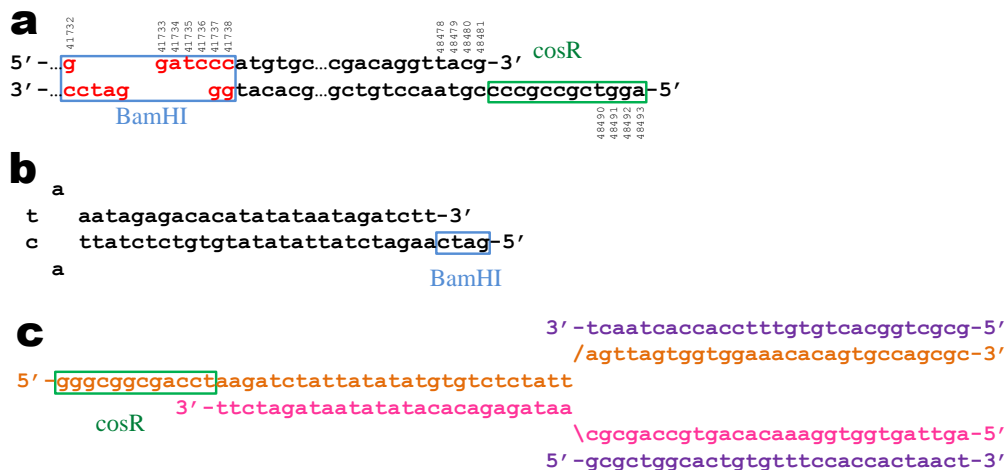 a
41732 41733 41734 41735 41736 41737 41738 48478 48479 48480 48481
cosR
5’-…g gatcccatgtgc…cgacaggttacg-3’
3’-…cctag ggtacacg…gctgtccaatgccccgccgctgga-5’
BamHI
48490 48491 48492 48493
b
a
t aatagagacacatatataatagatctt-3’
c ttatctctgtgtatatattatctagaactag-5’
a
BamHI
c
3’-tcaatcaccacctttgtgtcacggtcgcg-5’
/agttagtggtggaaacacagtgccagcgc-3’
5’-gggcggcgacctaagatctattatatatgtgtctctatt
3’-ttctagataatatatacacagagataa
cosR
\cgcgaccgtgacacaaaggtggtgattga-5’
5’-gcgctggcactgtgtttccaccactaact-3’